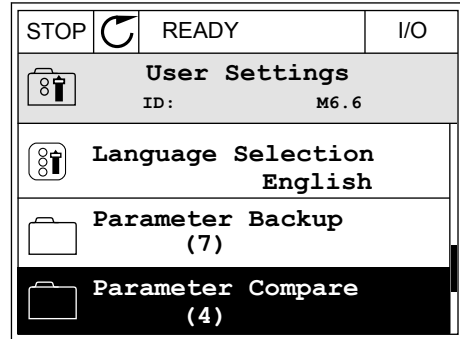 STOP READY I/O
User Settings
ID: M6.6
Language Selection
English
Parameter Backup
(7)
Parameter Compare
(4)